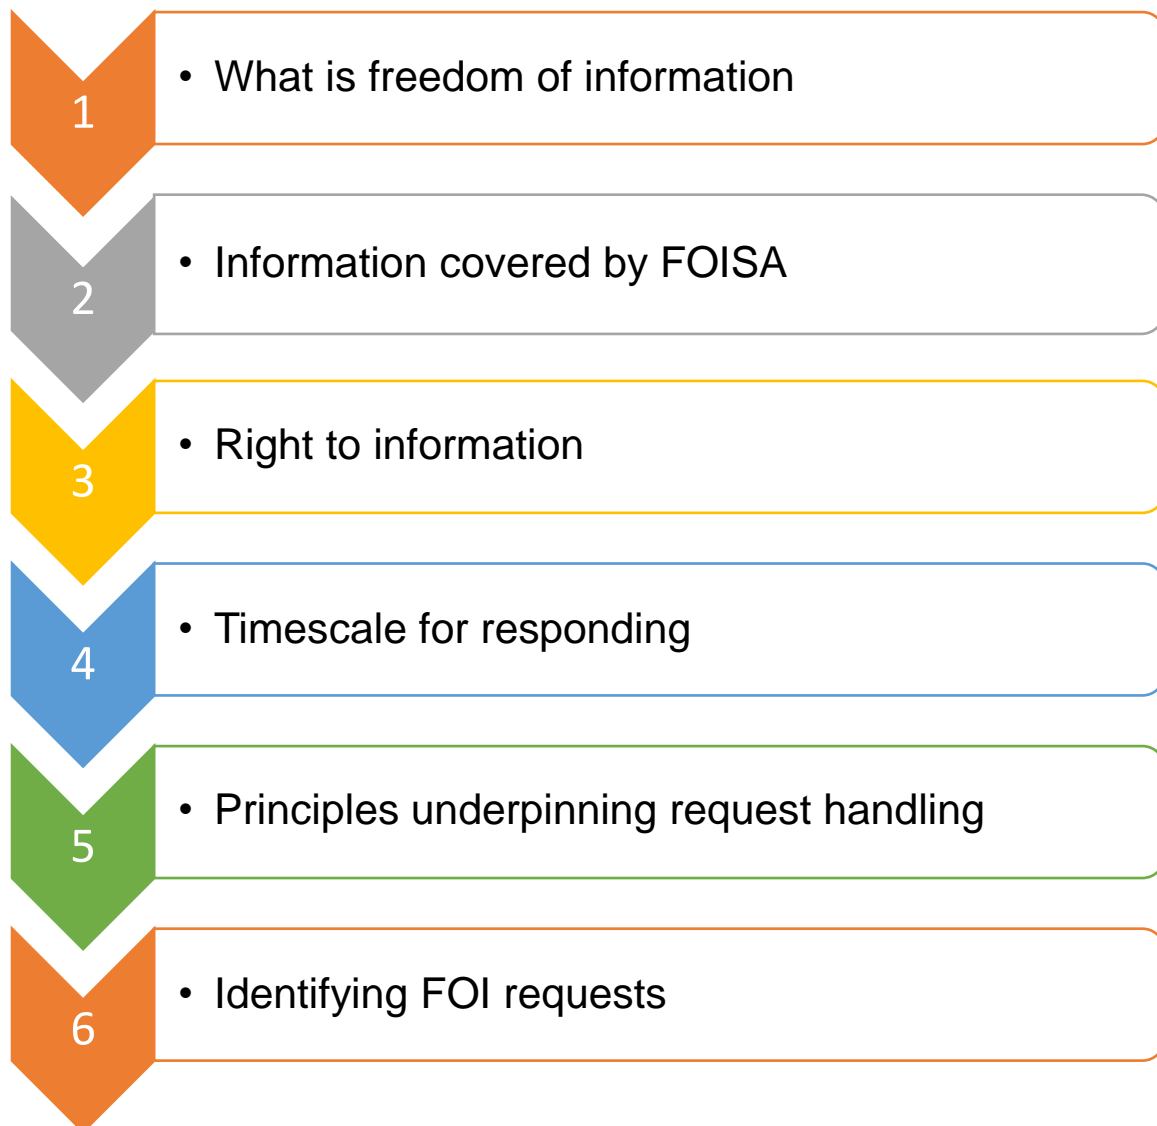 1
• What is freedom of information
2
• Information covered by FOISA
3
• Right to information
4
• Timescale for responding
5
• Principles underpinning request handling
6
• Identifying FOI requests